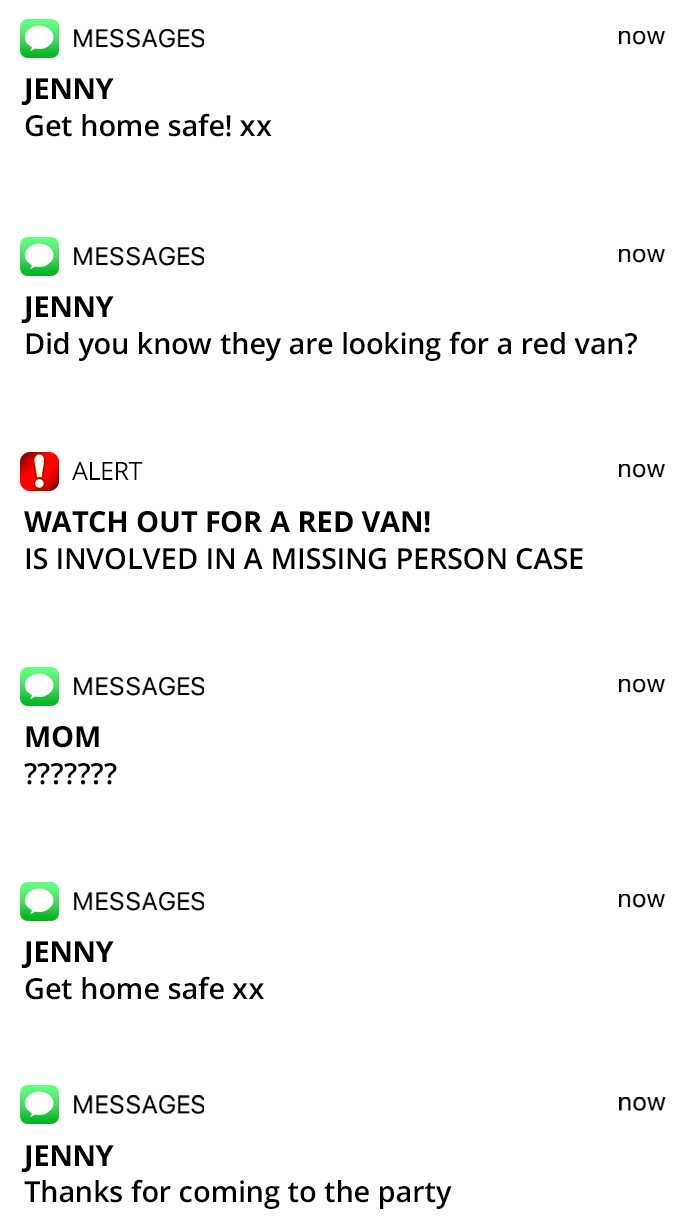 MESSAGES now
JENNY
Get home safe! xx
MESSAGES now
JENNY
Did you know they are looking for a red van?
ALERT now
WATCH OUT FOR A RED VAN!
IS INVOLVED IN A MISSING PERSON CASE
MESSAGES now
MOM
???????
MESSAGES now
JENNY
Get home safe xx
MESSAGES now
JENNY
Thanks for coming to the party